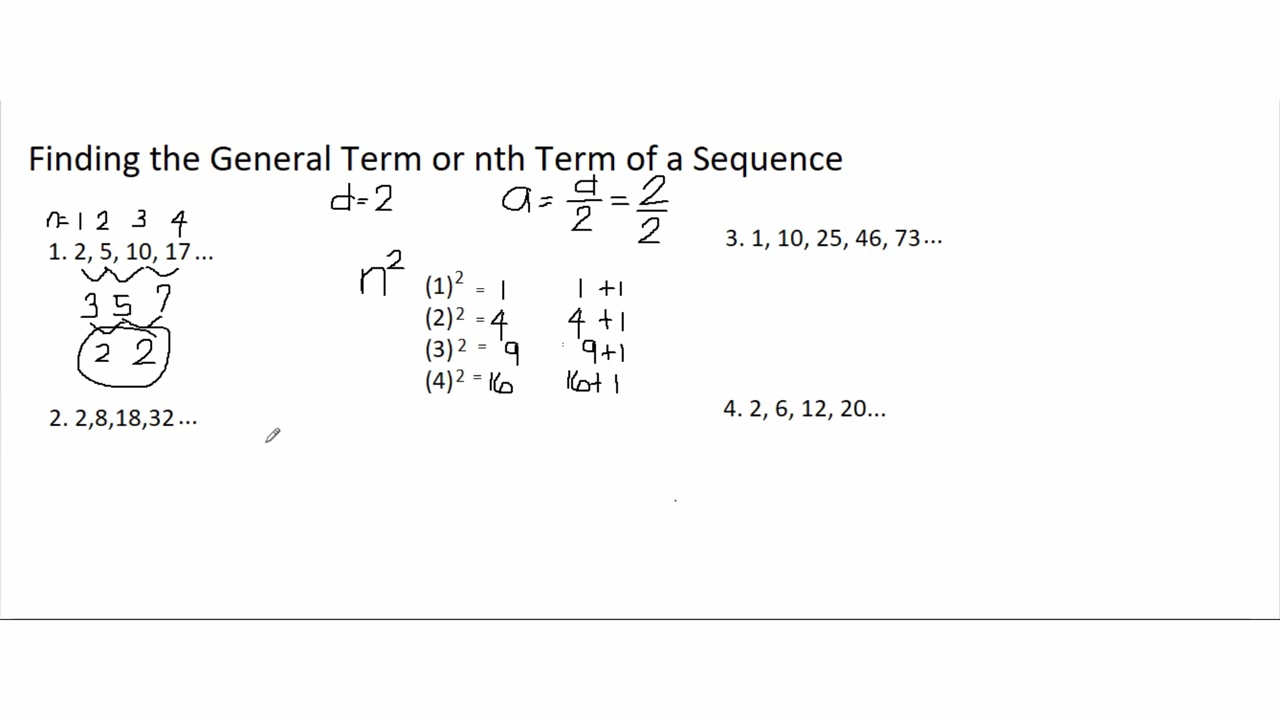 Finding the General Term or nth Term of a Sequence
d=2
a = d/2 = 2/2
n= 1 2 3 4
1. 2, 5, 10, 17 ...
3 5 7
2 2
n²
(1)² = 1 1 +1
(2)² = 4 4 +1
(3)² = 9 9+1
(4)² = 16 16+ 1
2. 2,8,18,32 ...
3. 1, 10, 25, 46, 73 ...
4. 2, 6, 12, 20...